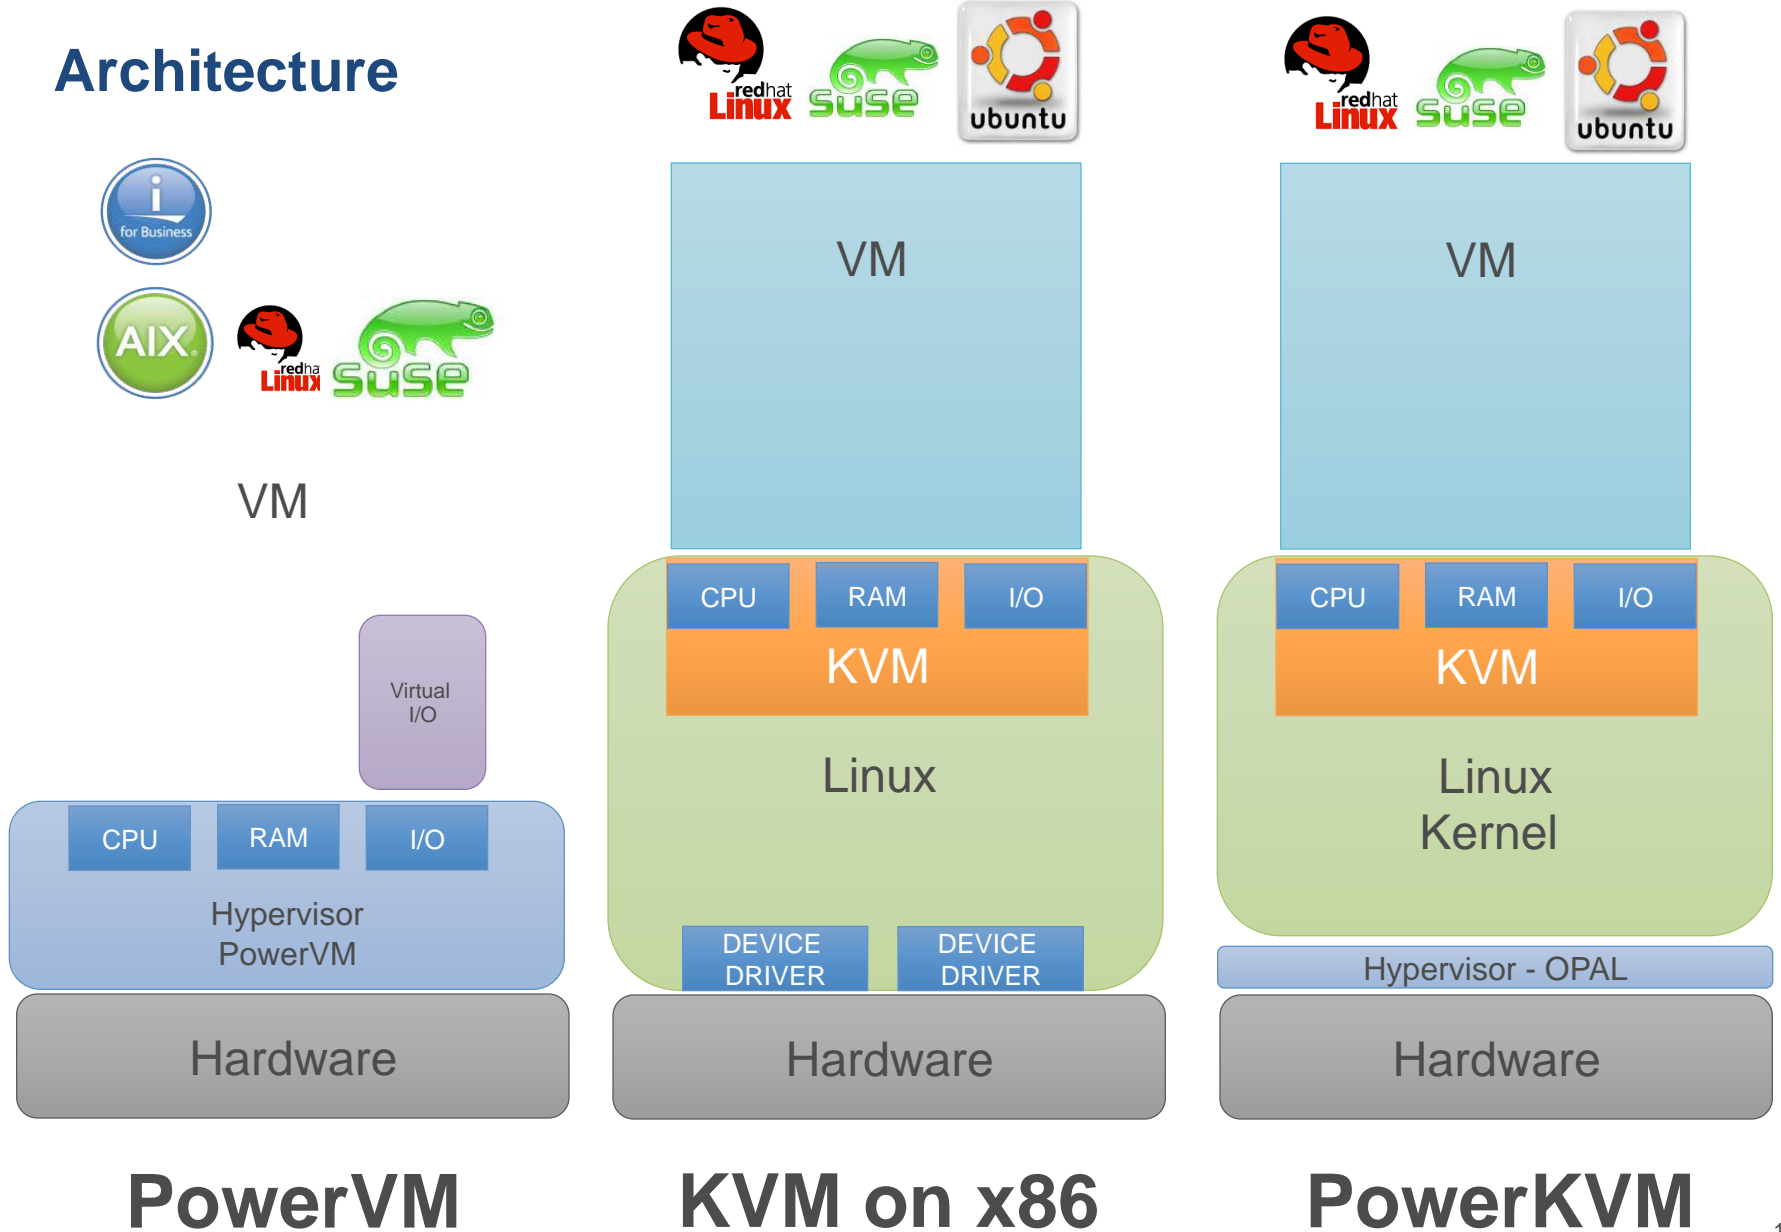 Architecture
i
for Business
AIX
redha
Linux
suse
VM
Virtual
I/O
CPU
RAM
I/O
Hypervisor
PowerVM
Hardware
PowerVM
redhat
Linux
suse
ubuntu
VM
CPU
RAM
I/O
KVM
Linux
DEVICE
DRIVER
DEVICE
DRIVER
Hardware
KVM on x86
redhat
Linux
suse
ubuntu
VM
CPU
RAM
I/O
KVM
Linux
Kernel
Hypervisor - OPAL
Hardware
PowerKVM